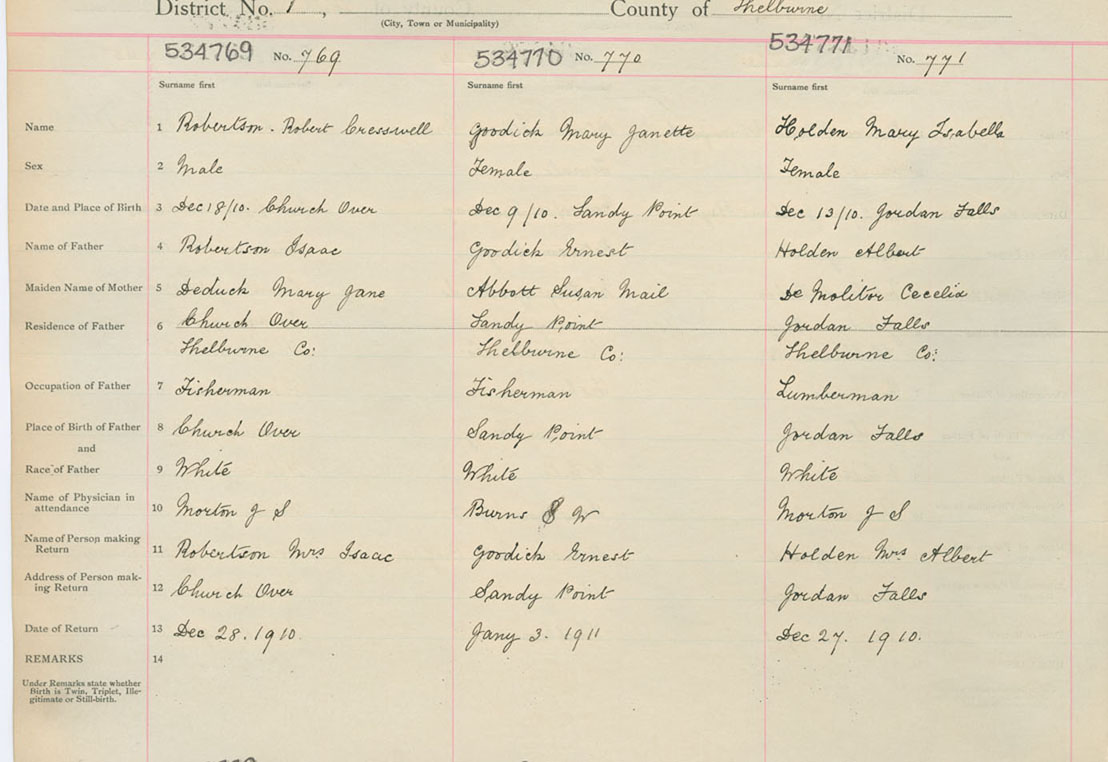 District No. 1, County of Shelburne
(City, Town or Municipality)
534769 No. 769 534770 No. 770 534771 No. 771
Surname first Surname first Surname first
Name 1 Robertson. Robert Cresswell Goodick Mary Janette Holden Mary Isabella
Sex 2 Male Female Female
Date and Place of Birth 3 Dec 18/10. Church Over Dec 9/10. Sandy Point Dec 13/10. Jordan Falls
Name of Father 4 Robertson Isaac Goodick Ernest Holden Albert
Maiden Name of Mother 5 Deduck Mary Jane Abbott Susan Mail De Molitor Cecelia
Residence of Father 6 Church Over Sandy Point Jordan Falls
Shelburne Co: Shelburne Co: Shelburne Co:
Occupation of Father 7 Fisherman Fisherman Lumberman
Place of Birth of Father 8 Church Over Sandy Point Jordan Falls
and
Race of Father 9 White White White
Name of Physician in
attendance 10 Morton J S Burns W Morton J S
Name of Person making
Return 11 Robertson Mrs Isaac Goodick Ernest Holden Mrs Albert
Address of Person mak-
ing Return 12 Church Over Sandy Point Jordan Falls
Date of Return 13 Dec 28. 1910. Jany 3. 1911 Dec 27. 1910.
REMARKS 14
Under Remarks state whether
Birth is Twin, Triplet, Ille-
gitimate or Still-birth.